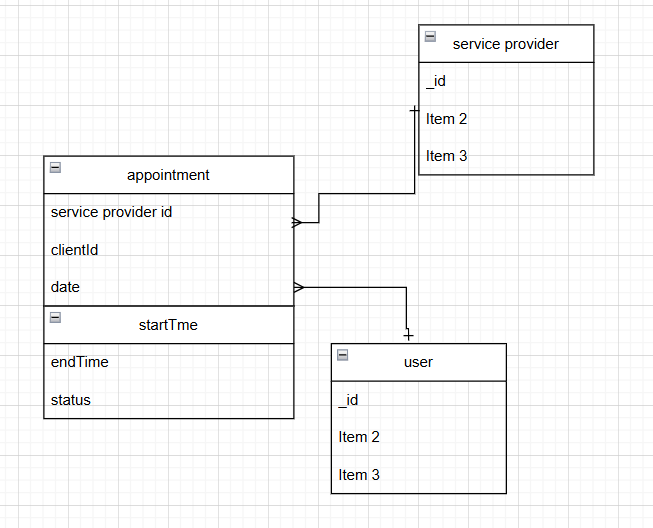 service provider
_id
Item 2
Item 3
appointment
service provider id
clientId
date
startTme
endTime
status
user
_id
Item 2
Item 3